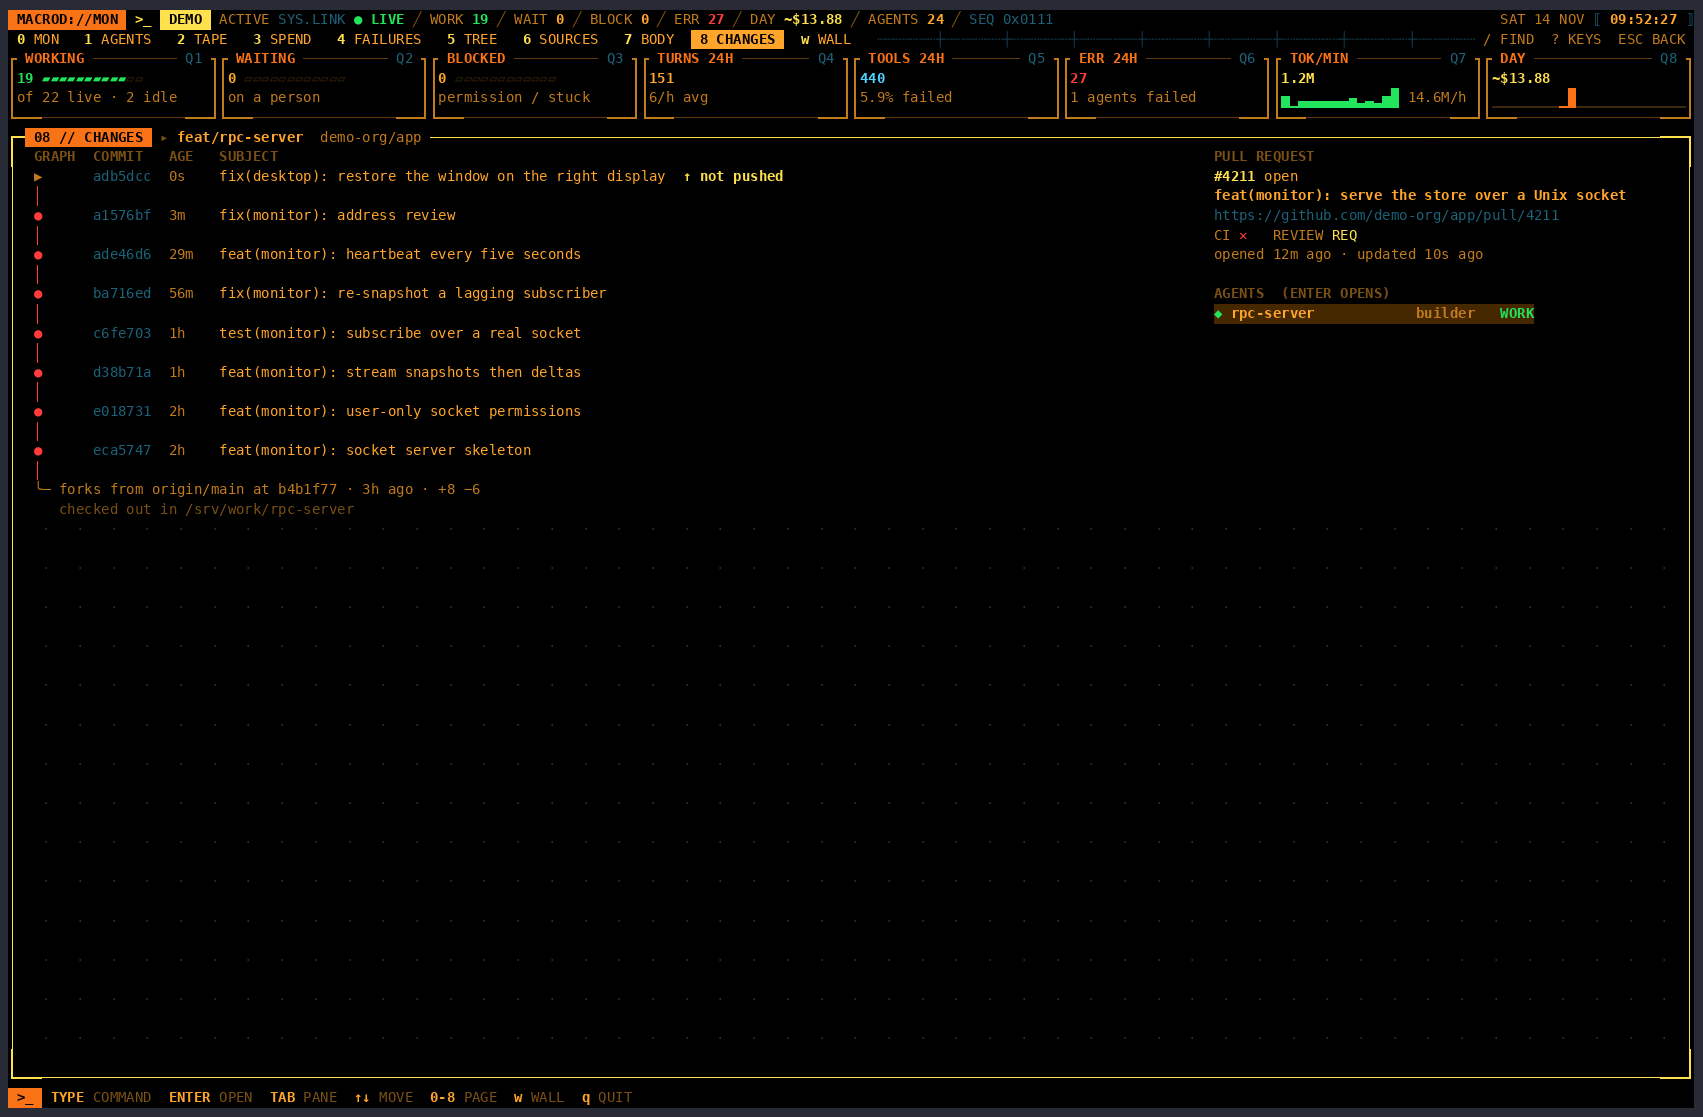 MACROD://MON >_ DEMO ACTIVE SYS.LINK ● LIVE / WORK 19 / WAIT 0 / BLOCK 0 / ERR 27 / DAY ~$13.88 / AGENTS 24 / SEQ 0x0111 SAT 14 NOV [ 09:52:27 ]
0 MON 1 AGENTS 2 TAPE 3 SPEND 4 FAILURES 5 TREE 6 SOURCES 7 BODY 8 CHANGES w WALL / FIND ? KEYS ESC BACK
WORKING Q1 WAITING Q2 BLOCKED Q3 TURNS 24H Q4 TOOLS 24H Q5 ERR 24H Q6 TOK/MIN Q7 DAY Q8
19 0 0 151 440 27 1.2M ~$13.88
of 22 live · 2 idle on a person permission / stuck 6/h avg 5.9% failed 1 agents failed 14.6M/h
08 // CHANGES ▸ feat/rpc-server demo-org/app
GRAPH COMMIT AGE SUBJECT PULL REQUEST
▶ adb5dcc 0s fix(desktop): restore the window on the right display ↑ not pushed #4211 open
feat(monitor): serve the store over a Unix socket
● a1576bf 3m fix(monitor): address review https://github.com/demo-org/app/pull/4211
CI × REVIEW REQ
● ade46d6 29m feat(monitor): heartbeat every five seconds opened 12m ago · updated 10s ago
● ba716ed 56m fix(monitor): re-snapshot a lagging subscriber AGENTS (ENTER OPENS)
◆ rpc-server builder WORK
● c6fe703 1h test(monitor): subscribe over a real socket
● d38b71a 1h feat(monitor): stream snapshots then deltas
● e018731 2h feat(monitor): user-only socket permissions
● eca5747 2h feat(monitor): socket server skeleton
╰─ forks from origin/main at b4b1f77 · 3h ago · +8 −6
checked out in /srv/work/rpc-server
>_ TYPE COMMAND ENTER OPEN TAB PANE ↑↓ MOVE 0-8 PAGE w WALL q QUIT